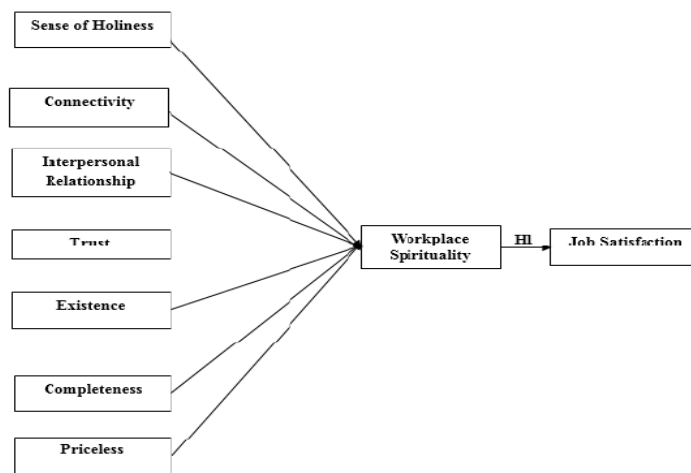 Sense of Holiness
Connectivity
Interpersonal
Relationship
Trust
Existence
Completeness
Priceless
Workplace
Spirituality
H1
Job Satisfaction